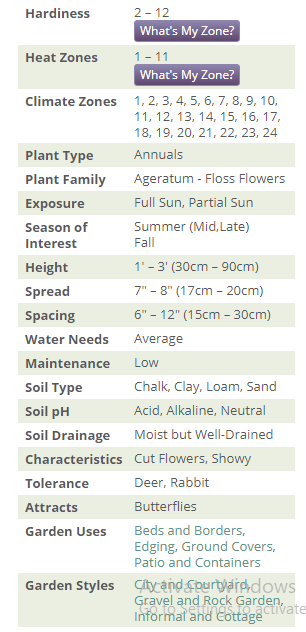 Hardiness 2 – 12
What's My Zone?
Heat Zones 1 – 11
What's My Zone?
Climate Zones 1, 2, 3, 4, 5, 6, 7, 8, 9, 10,
11, 12, 13, 14, 15, 16, 17,
18, 19, 20, 21, 22, 23, 24
Plant Type Annuals
Plant Family Ageratum - Floss Flowers
Exposure Full Sun, Partial Sun
Season of Summer (Mid,Late)
Interest Fall
Height 1' – 3' (30cm – 90cm)
Spread 7" – 8" (17cm – 20cm)
Spacing 6" – 12" (15cm – 30cm)
Water Needs Average
Maintenance Low
Soil Type Chalk, Clay, Loam, Sand
Soil pH Acid, Alkaline, Neutral
Soil Drainage Moist but Well-Drained
Characteristics Cut Flowers, Showy
Tolerance Deer, Rabbit
Attracts Butterflies
Garden Uses Beds and Borders,
Edging, Ground Covers,
Patio and Containers
Garden Styles City and Courtyard,
Gravel and Rock Garden,
Informal and Cottage
Activate Windows
Go to Settings to activate